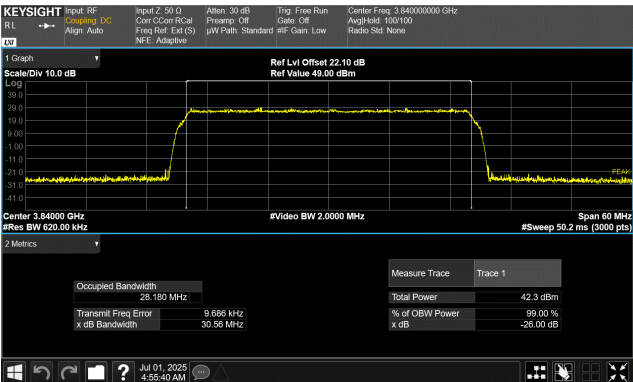 KEYSIGHT Input: RF Input Z: 50 Ω Atten: 30 dB Trig: Free Run Center Freq: 3.840000000 GHz
RL Coupling: DC Corr CCorr RCal Preamp: Off Gate: Off Avg|Hold: 100/100
Align: Auto Freq Ref: Ext (S) µW Path: Standard #IF Gain: Low Radio Std: None
LXI NFE: Adaptive
1 Graph
Ref Lvl Offset 22.10 dB
Scale/Div 10.0 dB Ref Value 49.00 dBm
Log
39.0
29.0
19.0
9.00
-1.00
-11.0
-21.0
PEAK
-31.0
-41.0
Center 3.84000 GHz #Video BW 2.0000 MHz Span 60 MHz
#Res BW 620.00 kHz #Sweep 50.2 ms (3000 pts)
2 Metrics
Measure Trace Trace 1
Occupied Bandwidth
28.180 MHz Total Power 42.3 dBm
Transmit Freq Error 9.686 kHz % of OBW Power 99.00 %
x dB Bandwidth 30.56 MHz x dB -26.00 dB
? Jul 01, 2025
4:55:40 AM